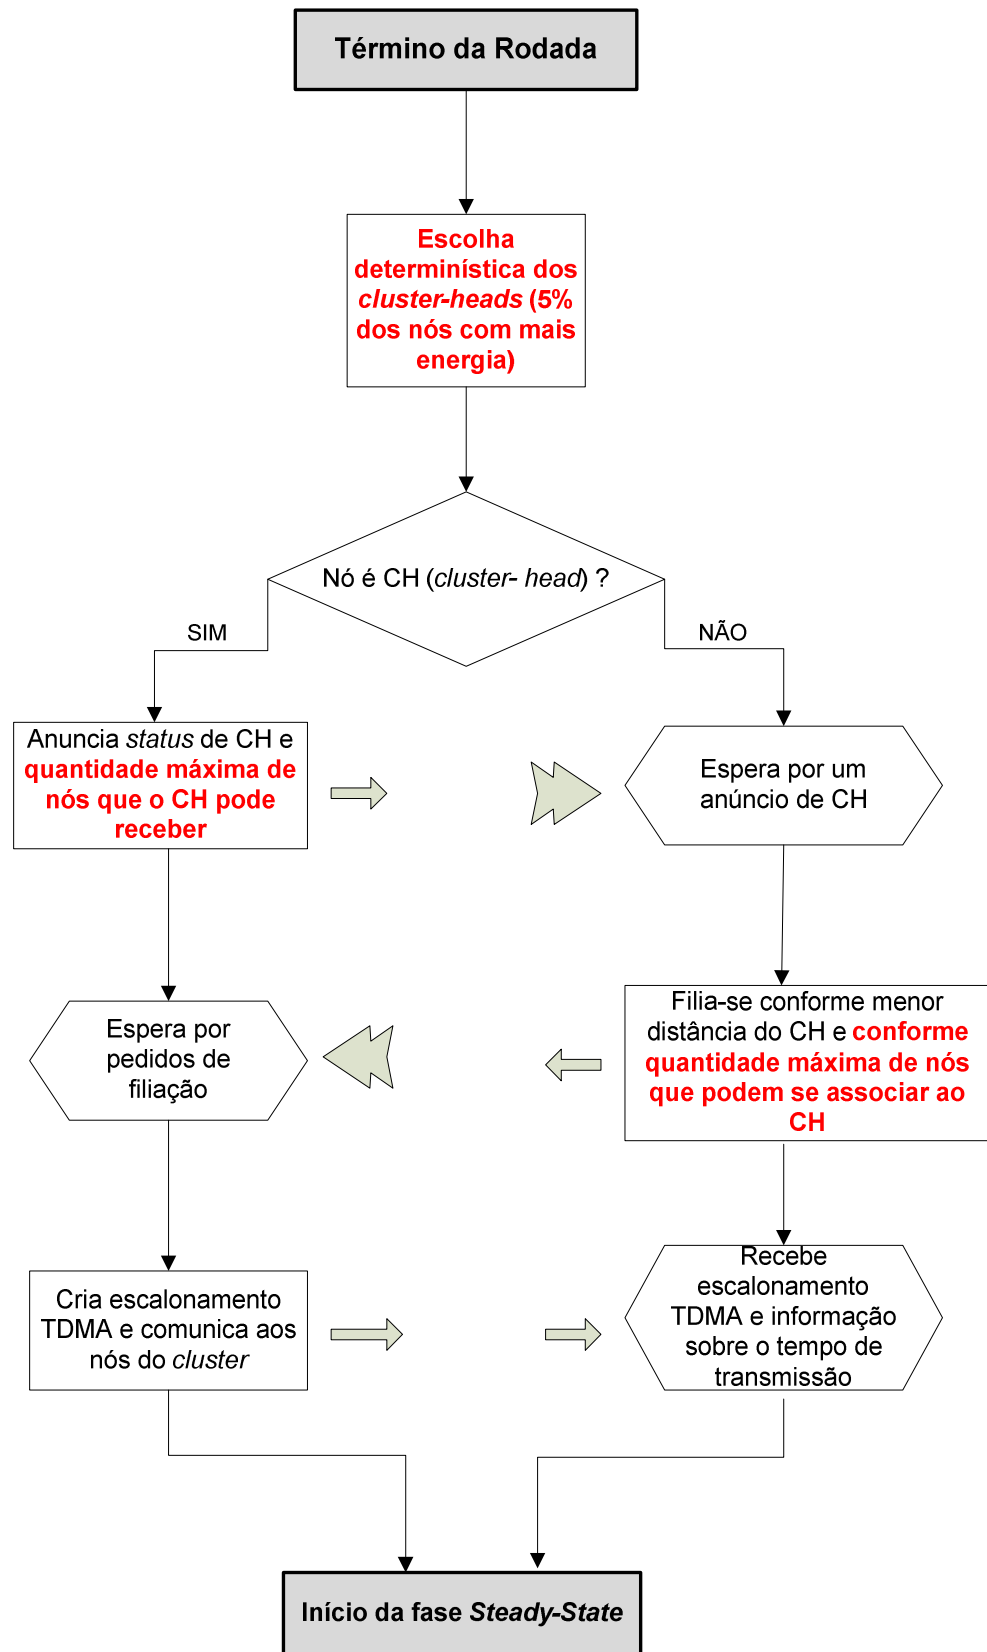 Término da Rodada
Escolha
determinística dos
cluster-heads (5%
dos nós com mais
energia)
Nó é CH (cluster- head) ?
SIM
NÃO
Anuncia status de CH e
quantidade máxima de
nós que o CH pode
receber
Espera por um
anúncio de CH
Espera por
pedidos de
filiação
Filia-se conforme menor
distância do CH e conforme
quantidade máxima de nós
que podem se associar ao
CH
Cria escalonamento
TDMA e comunica aos
nós do cluster
Recebe
escalonamento
TDMA e informação
sobre o tempo de
transmissão
Início da fase Steady-State